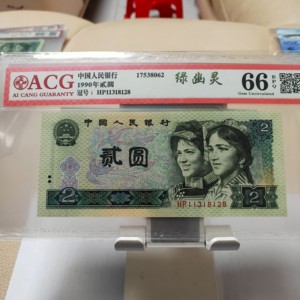 ACG
AI CANG GUARANTY
中国人民银行
1990年贰圆
冠号: HP11318128
17538062
绿幽灵
66 EPQ
Gem Uncirculated
中国人民银行
2
贰圆
2
2
HP11318128